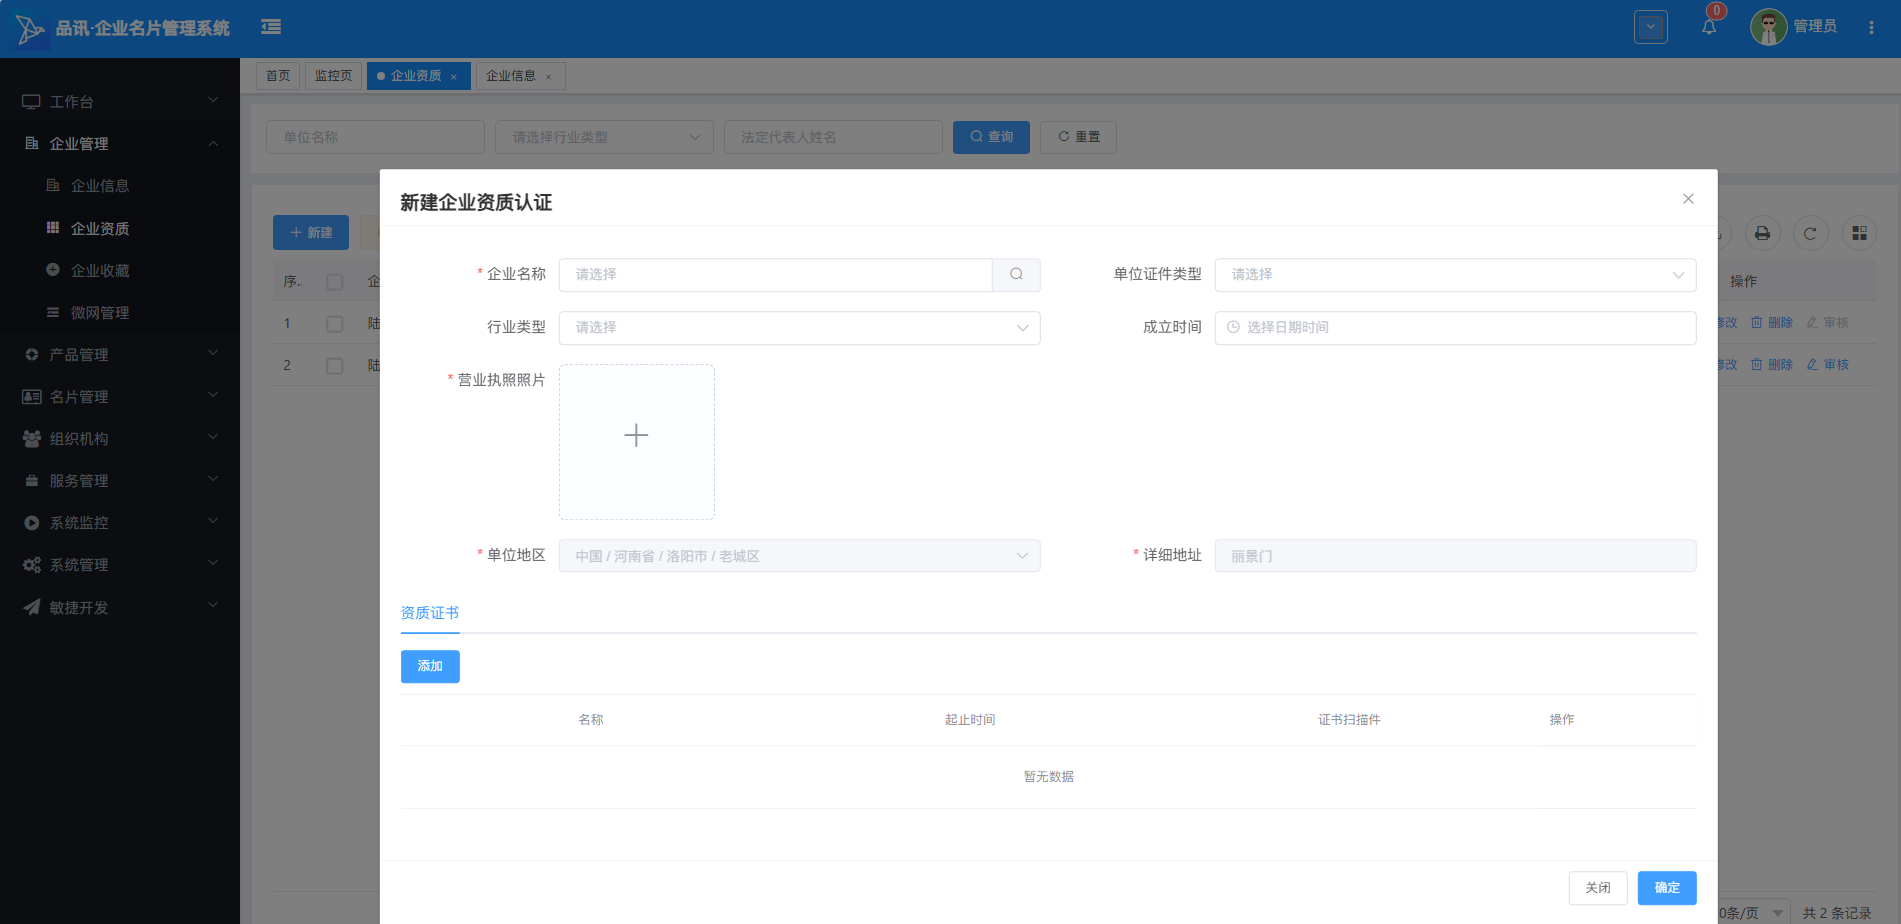 品讯·企业名片管理系统
0
管理员
首页 监控页 企业资质 × 企业信息 ×
工作台
企业管理
企业信息
企业资质
企业收藏
微网管理
产品管理
名片管理
组织机构
服务管理
系统监控
系统管理
敏捷开发
单位名称 请选择行业类型 法定代表人姓名 查询 重置
新建
序.. 企 操作
1 陆 修改 删除 审核
2 陆 修改 删除 审核
新建企业资质认证
* 企业名称 请选择 单位证件类型 请选择
行业类型 请选择 成立时间 选择日期时间
* 营业执照照片
* 单位地区 中国 / 河南省 / 洛阳市 / 老城区 * 详细地址 丽景门
资质证书
添加
名称 起止时间 证书扫描件 操作
暂无数据
关闭 确定
0条/页 共 2 条记录